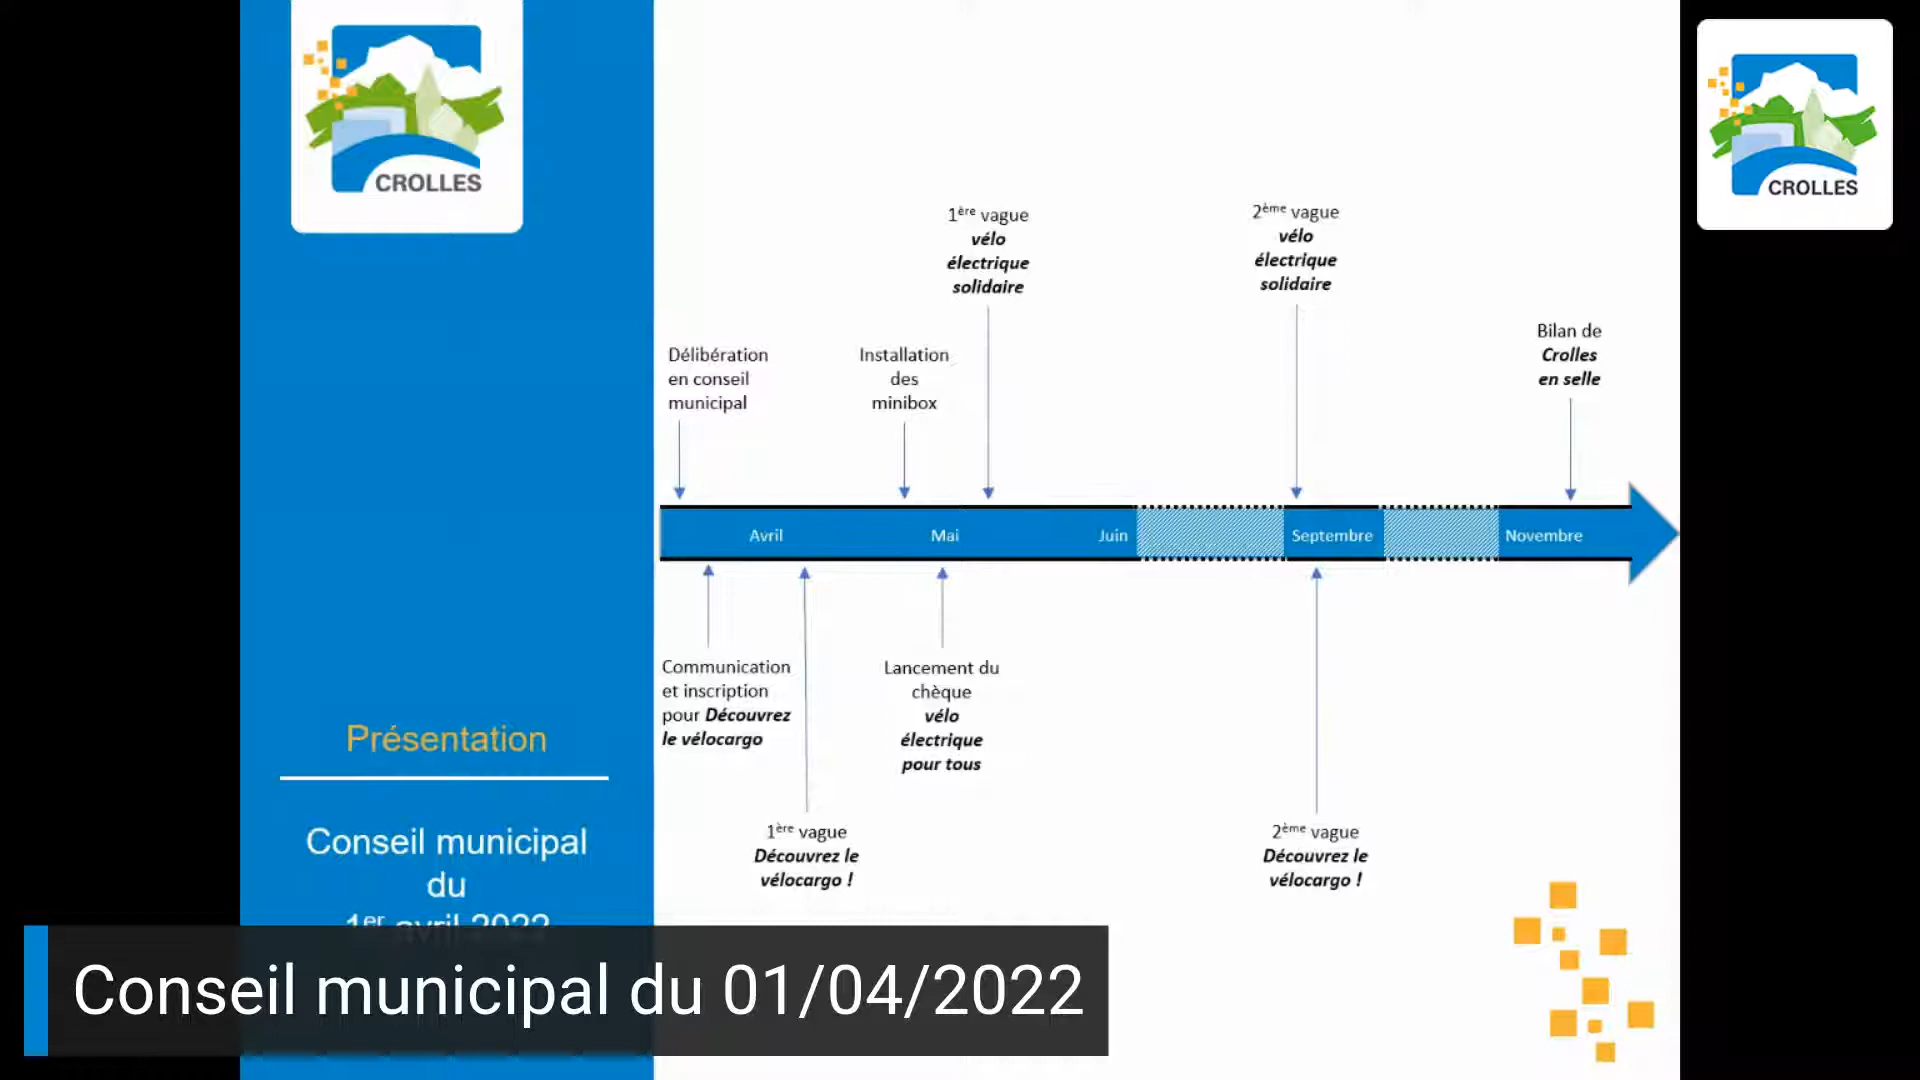 CROLLES
CROLLES
1ère vague
vélo
électrique
solidaire
2ème vague
vélo
électrique
solidaire
Bilan de
Crolles
en selle
Délibération
en conseil
municipal
Installation
des
minibox
Avril
Mai
Juin
Septembre
Novembre
Communication
et inscription
pour Découvrez
le vélocargo
Lancement du
chèque
vélo
électrique
pour tous
1ère vague
Découvrez le
vélocargo !
2ème vague
Découvrez le
vélocargo !
Présentation
Conseil municipal
du
1er avril 2022
Conseil municipal du 01/04/2022